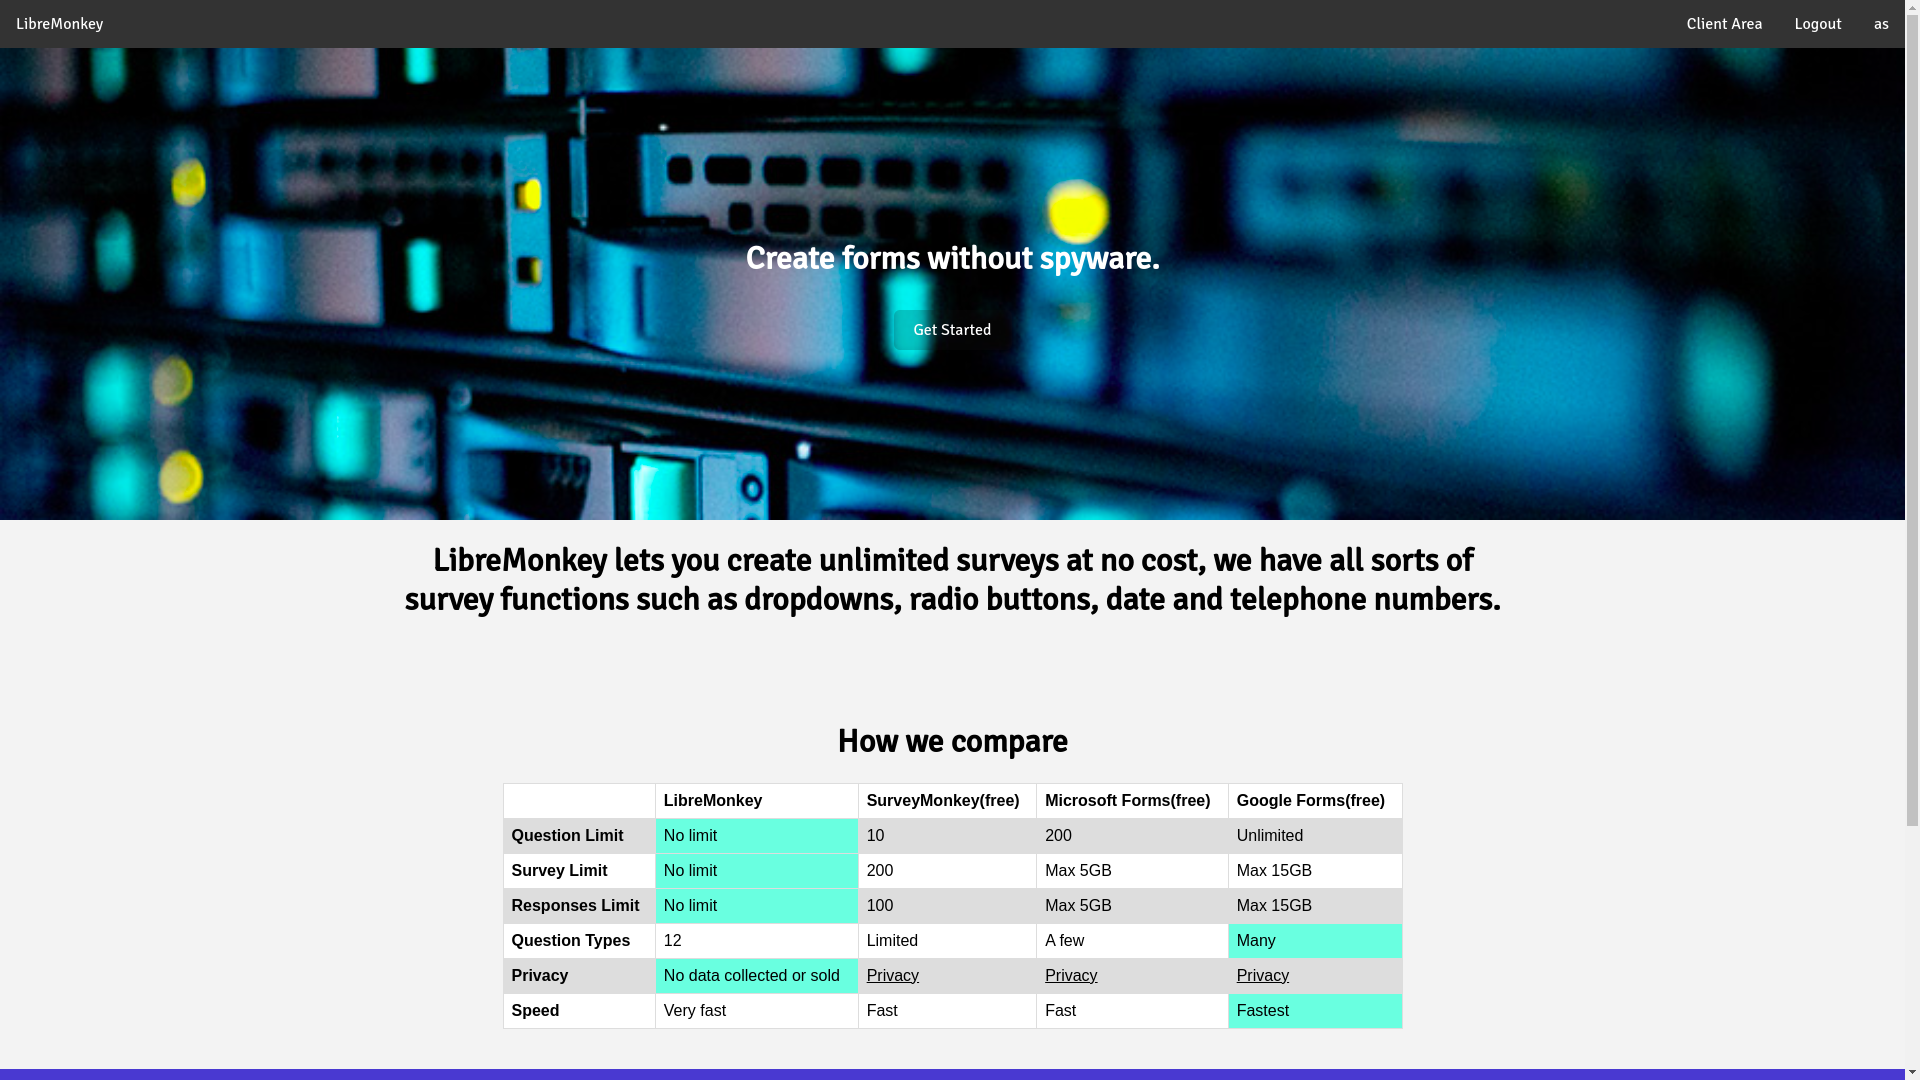 LibreMonkey
Client Area
Logout
as
Create forms without spyware.
Get Started
LibreMonkey lets you create unlimited surveys at no cost, we have all sorts of
survey functions such as dropdowns, radio buttons, date and telephone numbers.
How we compare
LibreMonkey SurveyMonkey(free) Microsoft Forms(free) Google Forms(free)
Question Limit No limit 10 200 Unlimited
Survey Limit No limit 200 Max 5GB Max 15GB
Responses Limit No limit 100 Max 5GB Max 15GB
Question Types 12 Limited A few Many
Privacy No data collected or sold Privacy Privacy Privacy
Speed Very fast Fast Fast Fastest